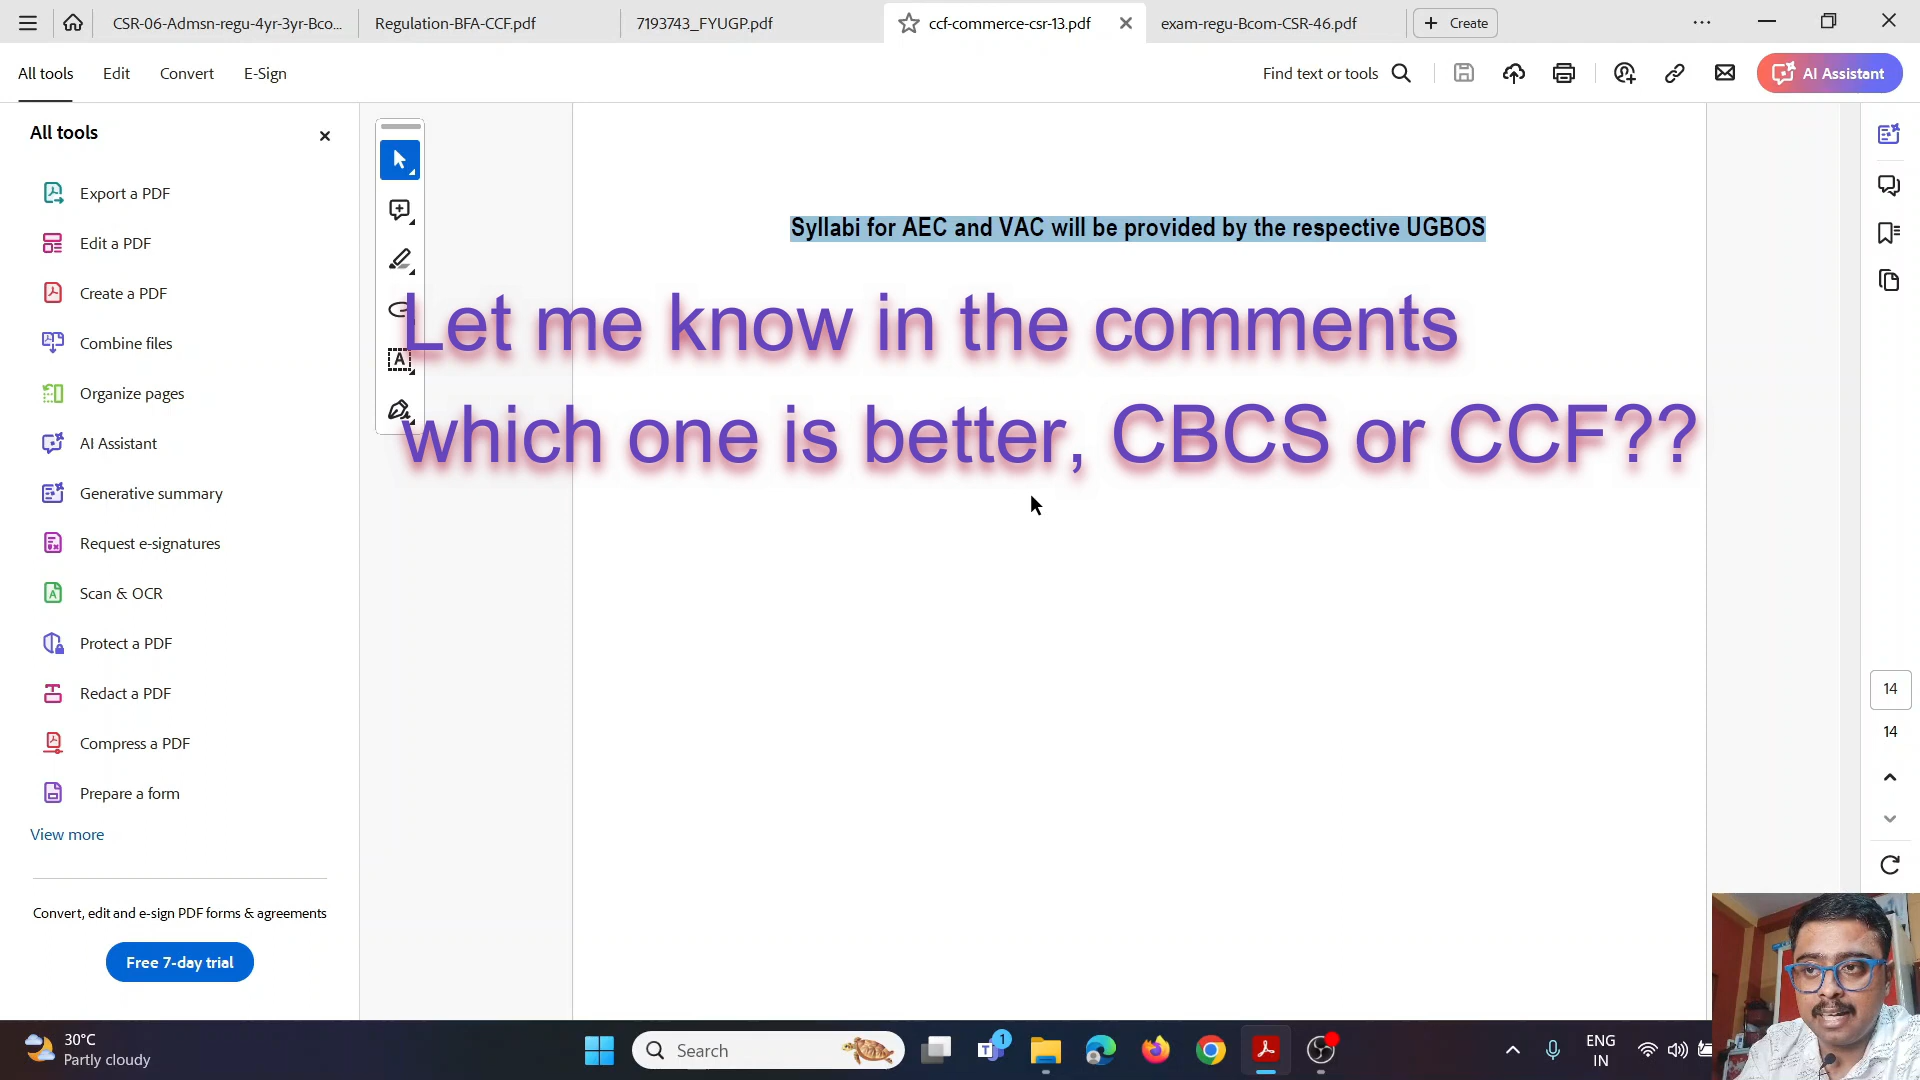 CSR-06-Admsn-regu-4yr-3yr-Bco...
Regulation-BFA-CCF.pdf
7193743_FYUGP.pdf
ccf-commerce-csr-13.pdf
exam-regu-Bcom-CSR-46.pdf
Create
All tools
Edit
Convert
E-Sign
Find text or tools
AI Assistant
All tools
Export a PDF
Edit a PDF
Create a PDF
Combine files
Organize pages
AI Assistant
Generative summary
Request e-signatures
Scan & OCR
Protect a PDF
Redact a PDF
Compress a PDF
Prepare a form
View more
Convert, edit and e-sign PDF forms & agreements
Free 7-day trial
Syllabi for AEC and VAC will be provided by the respective UGBOS
Let me know in the comments
which one is better, CBCS or CCF??
14
14
30°C
Partly cloudy
Search
1
ENG
IN